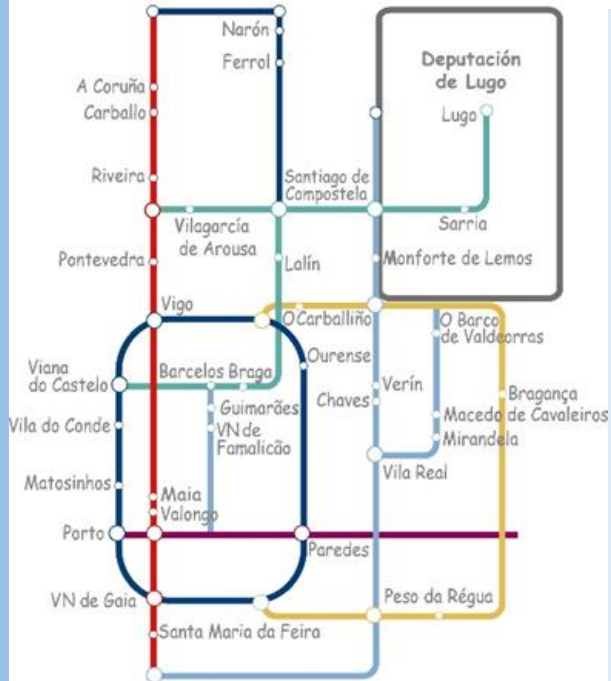 Narón
Ferrol
Deputación
de Lugo
A Coruña
Carballo
Lugo
Riveira
Santiago de
Compostela
Vilagarcía
de Arousa
Sarria
Pontevedra
Lalín
Monforte de Lemos
Vigo
O Carballiño
O Barco
de Valdeorras
Ourense
Viana
do Castelo
Barcelos Braga
Verín
Bragança
Guimarães
Chaves
Macedo de Cavaleiros
Vila do Conde
VN de
Famalicão
Mirandela
Vila Real
Matosinhos
Maia
Valongo
Porto
Paredes
VN de Gaia
Peso da Régua
Santa Maria da Feira